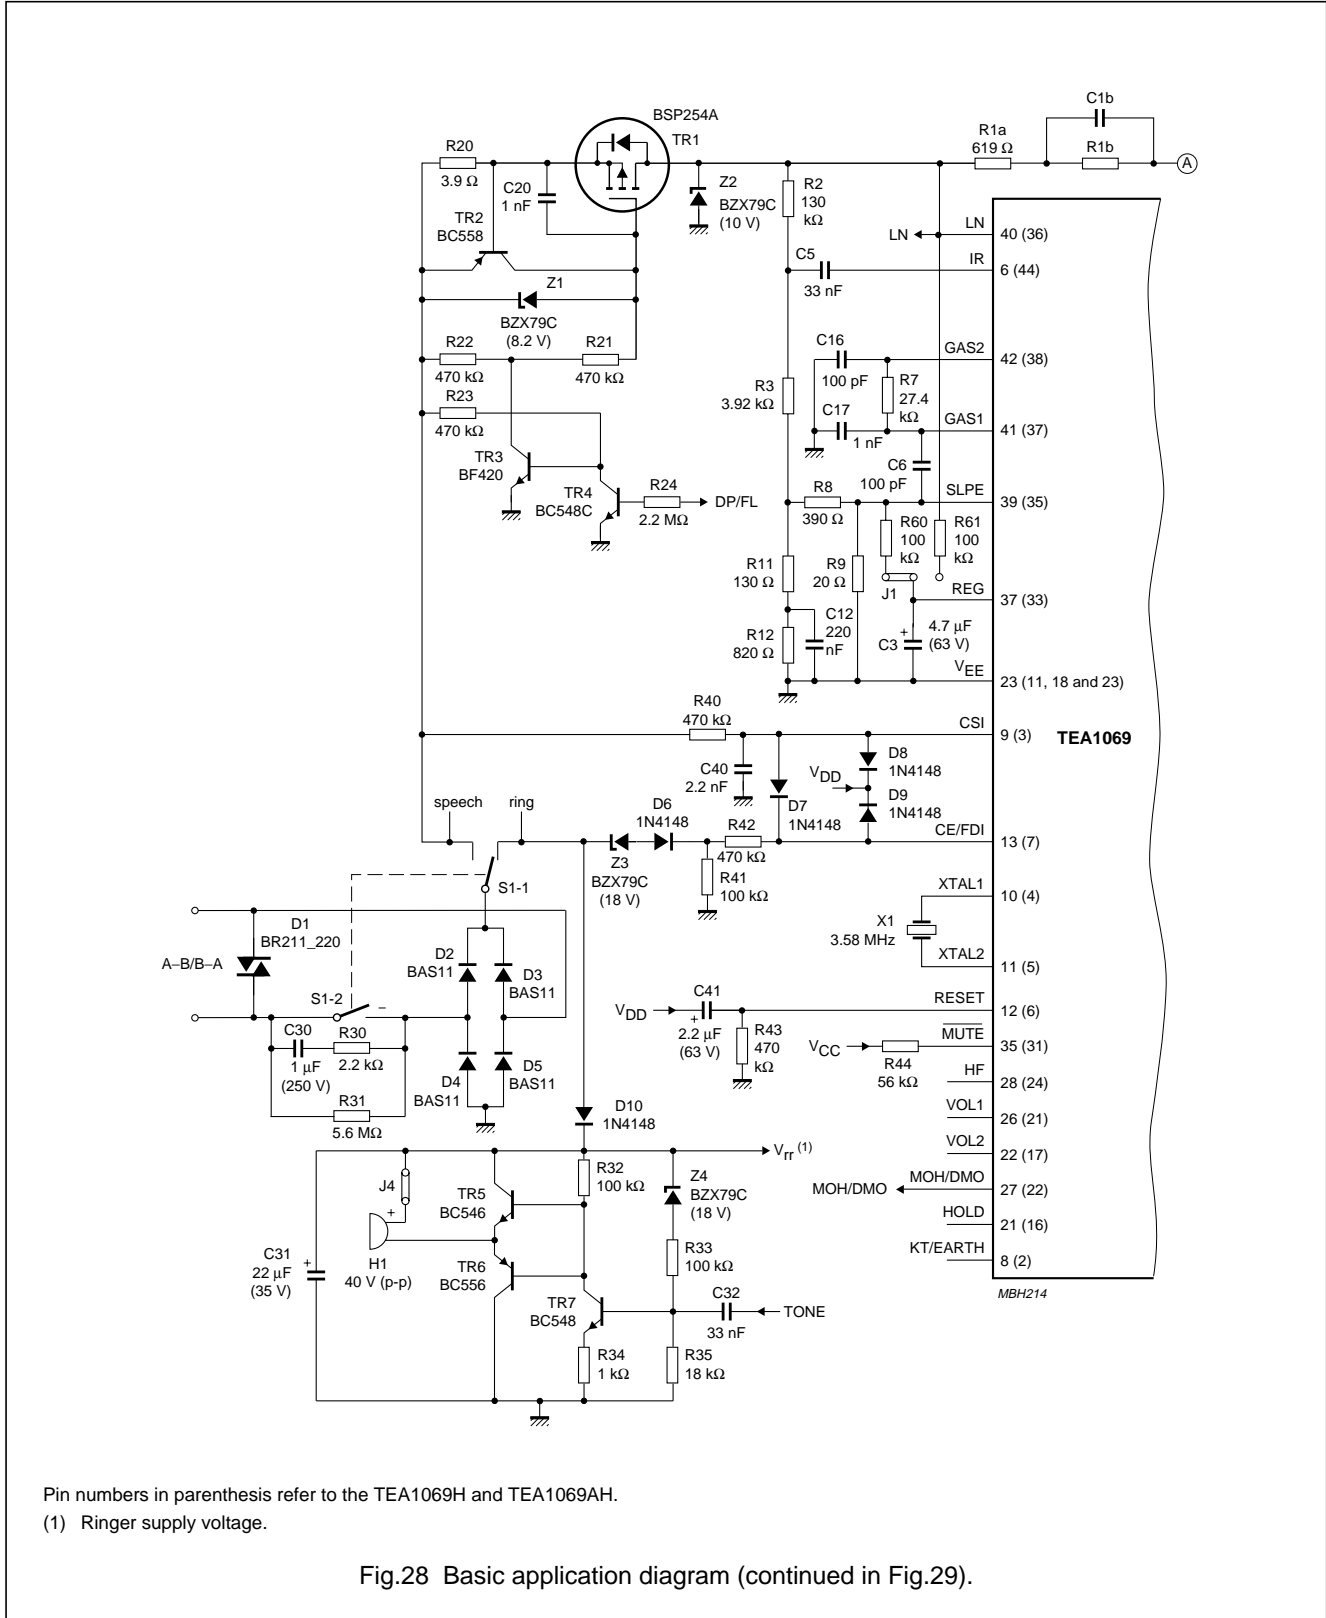 C1b
BSP254A
TR1
R1a
619 Ω
R1b
A
R20
3.9 Ω
C20
1 nF
Z2
BZX79C
(10 V)
R2
130
kΩ
TR2
BC558
LN
LN
40 (36)
C5
33 nF
IR
6 (44)
Z1
BZX79C
(8.2 V)
R22
470 kΩ
R21
470 kΩ
C16
100 pF
GAS2
42 (38)
R3
3.92 kΩ
R7
27.4
kΩ
R23
470 kΩ
C17
1 nF
GAS1
41 (37)
TR3
BF420
C6
100 pF
TR4
BC548C
R24
2.2 MΩ
DP/FL
R8
390 Ω
SLPE
39 (35)
R60
100
kΩ
R61
100
kΩ
R11
130 Ω
R9
20 Ω
J1
REG
37 (33)
R12
820 Ω
C12
220
nF
+
C3
4.7 μF
(63 V)
VEE
23 (11, 18 and 23)
R40
470 kΩ
CSI
9 (3)
TEA1069
C40
2.2 nF
D7
1N4148
VDD
D8
1N4148
D9
1N4148
speech
ring
D6
1N4148
R42
470 kΩ
CE/FDI
13 (7)
Z3
BZX79C
(18 V)
R41
100 kΩ
S1-1
XTAL1
10 (4)
D1
BR211_220
X1
3.58 MHz
A–B/B–A
D2
BAS11
D3
BAS11
XTAL2
11 (5)
S1-2
–
VDD
C41
+
2.2 μF
(63 V)
RESET
12 (6)
C30
1 μF
(250 V)
R30
2.2 kΩ
R43
470
kΩ
VCC
R44
56 kΩ
MUTE
35 (31)
D4
BAS11
D5
BAS11
HF
28 (24)
R31
5.6 MΩ
D10
1N4148
VOL1
26 (21)
VOL2
22 (17)
Vrr (1)
J4
+
TR5
BC546
R32
100 kΩ
Z4
BZX79C
(18 V)
MOH/DMO
MOH/DMO
27 (22)
HOLD
21 (16)
C31
22 μF
(35 V)
+
H1
40 V (p-p)
TR6
BC556
R33
100 kΩ
KT/EARTH
8 (2)
MBH214
TR7
BC548
C32
33 nF
TONE
R34
1 kΩ
R35
18 kΩ
Pin numbers in parenthesis refer to the TEA1069H and TEA1069AH.
(1) Ringer supply voltage.
Fig.28 Basic application diagram (continued in Fig.29).